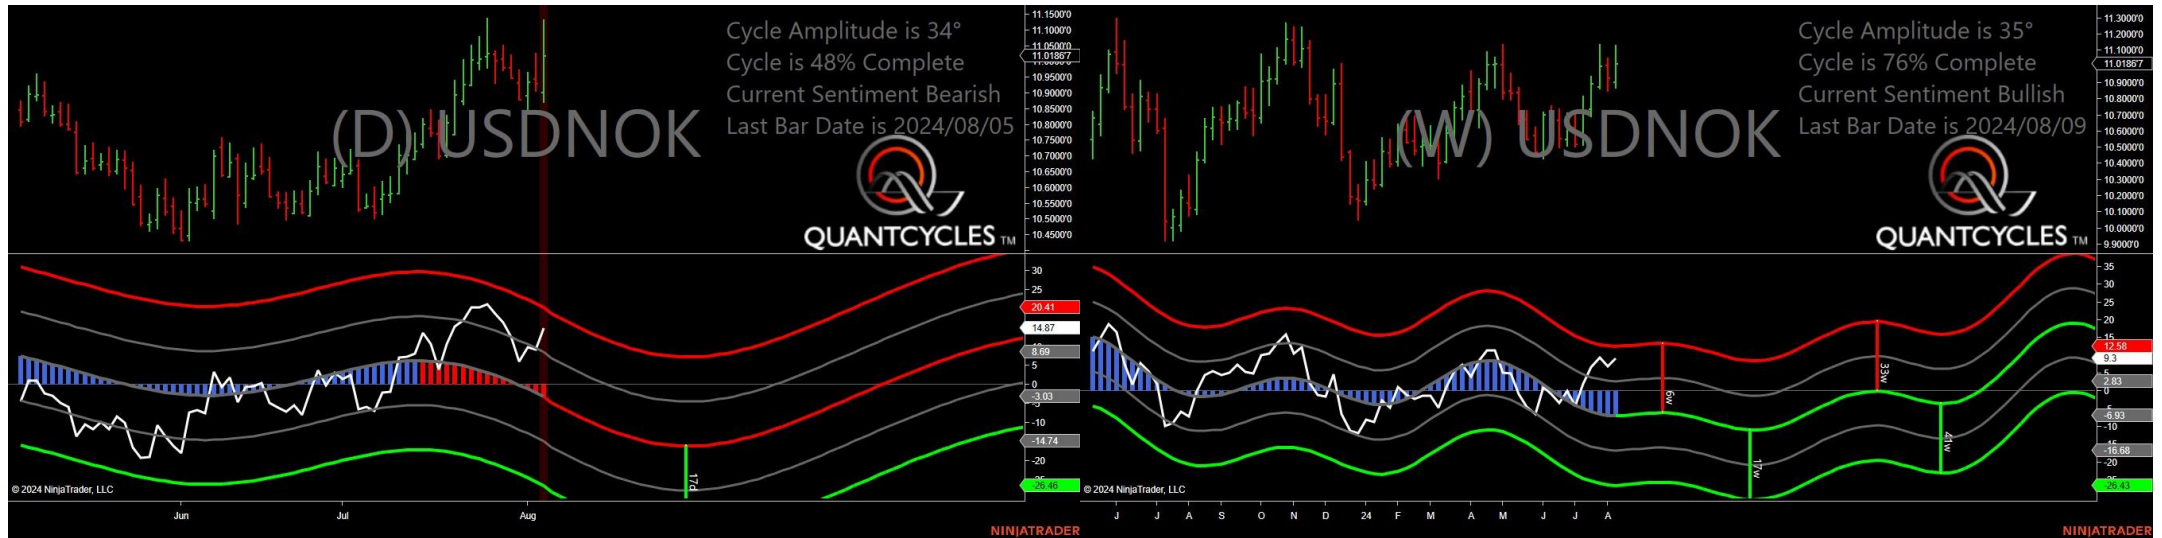 Cycle Amplitude is 34°
Cycle is 48% Complete
Current Sentiment Bearish
Last Bar Date is 2024/08/05
(D) USDNOK
QUANTCYCLES TM
11.1500'0
11.1000'0
11.0500'0
11.0186'7
10.9500'0
10.9000'0
10.8500'0
10.8000'0
10.7500'0
10.7000'0
10.6500'0
10.6000'0
10.5500'0
10.5000'0
10.4500'0
30
25
20.41
14.87
8.69
5
0
-3.03
-10
-14.74
-20
-26.46
17d
© 2024 NinjaTrader, LLC
Jun
Jul
Aug
NINJATRADER
Cycle Amplitude is 35°
Cycle is 76% Complete
Current Sentiment Bullish
Last Bar Date is 2024/08/09
(W) USDNOK
QUANTCYCLES TM
11.3000'0
11.2000'0
11.1000'0
11.0186'7
10.9000'0
10.8000'0
10.7000'0
10.6000'0
10.5000'0
10.4000'0
10.3000'0
10.2000'0
10.1000'0
10.0000'0
9.9000'0
35
30
25
20
12.58
9.3
2.83
0
-6.93
-10
-16.68
-20
-26.43
6w
17w
33w
41w
© 2024 NinjaTrader, LLC
J
J
A
S
O
N
D
24
F
M
A
M
J
J
A
NINJATRADER